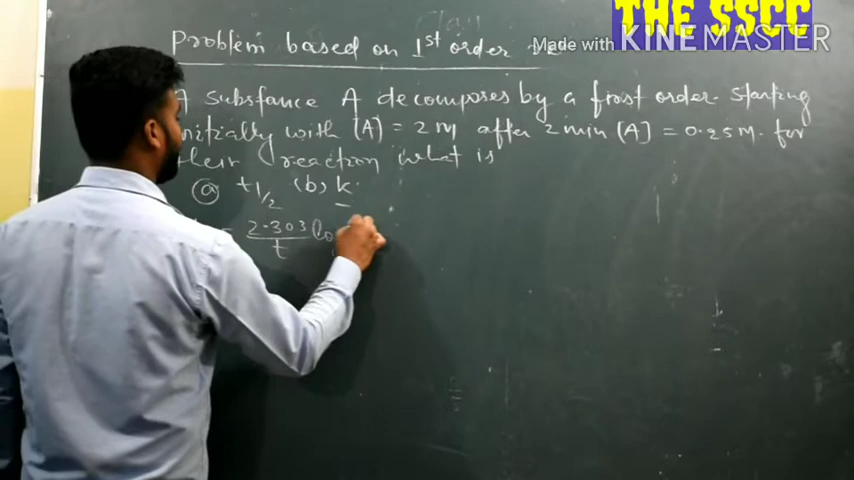 THE SSCC
Made with KINEMASTER
Problem based on 1st order
A substance A decomposes by a first order starting
initially with [A] = 2 M after 2 min [A] = 0.25 M. for
their reaction what is
(a) t1/2 (b) k.
= 2.303/t lo